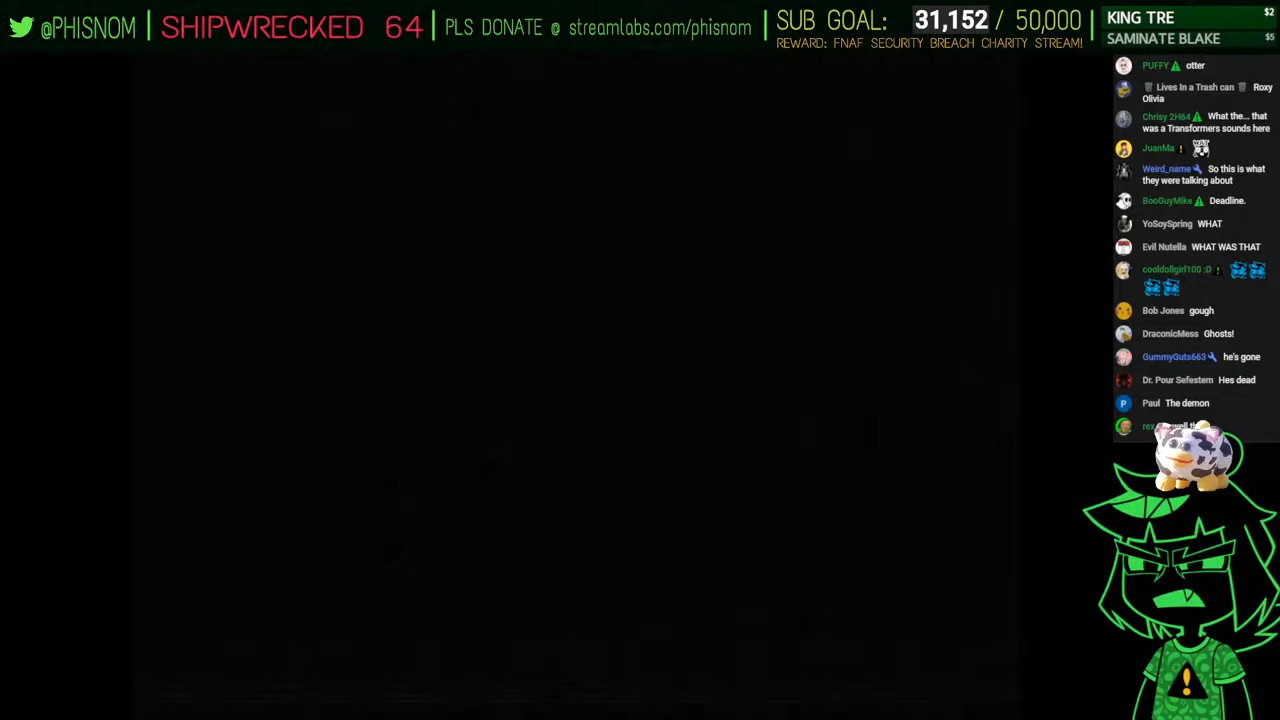 @PHISNOM | SHIPWRECKED 64 | PLS DONATE @ streamlabs.com/phisnom |
SUB GOAL: 31,152 / 50,000
REWARD: FNAF SECURITY BREACH CHARITY STREAM!
KING TRE $2
SAMINATE BLAKE $5
PUFFY otter
Lives In a Trash can Roxy
Olivia
Chrisy 2H64 What the... that
was a Transformers sounds here
JuanMa
Weird_name So this is what
they were talking about
BooGuyMike Deadline.
YoSoySpring WHAT
Evil Nutella WHAT WAS THAT
cooldollgirl100 :D
Bob Jones gough
DraconicMess Ghosts!
GummyGuts663 he's gone
Dr. Pour Sefestem Hes dead
P Paul The demon
rex